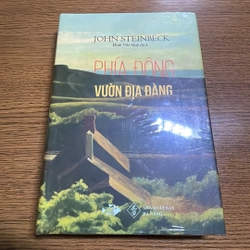 JOHN STEINBECK
PHÍA ĐÔNG
VƯỜN ĐỊA ĐÀNG